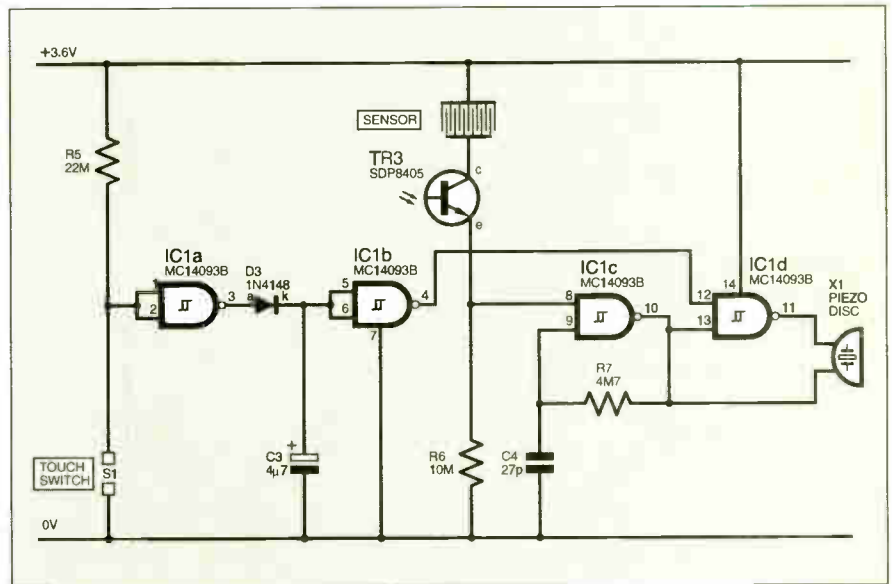 +3.6V
SENSOR
R5
22M
TR3
SDP8405
c
e
IC1a
MC14093B
1
2
3
D3
1N4148
a
k
IC1b
MC14093B
5
6
4
7
IC1c
MC14093B
8
9
10
IC1d
MC14093B
14
12
13
11
X1
PIEZO
DISC
R7
4M7
TOUCH
SWITCH
S1
+
C3
4µ7
R6
10M
C4
27p
0V